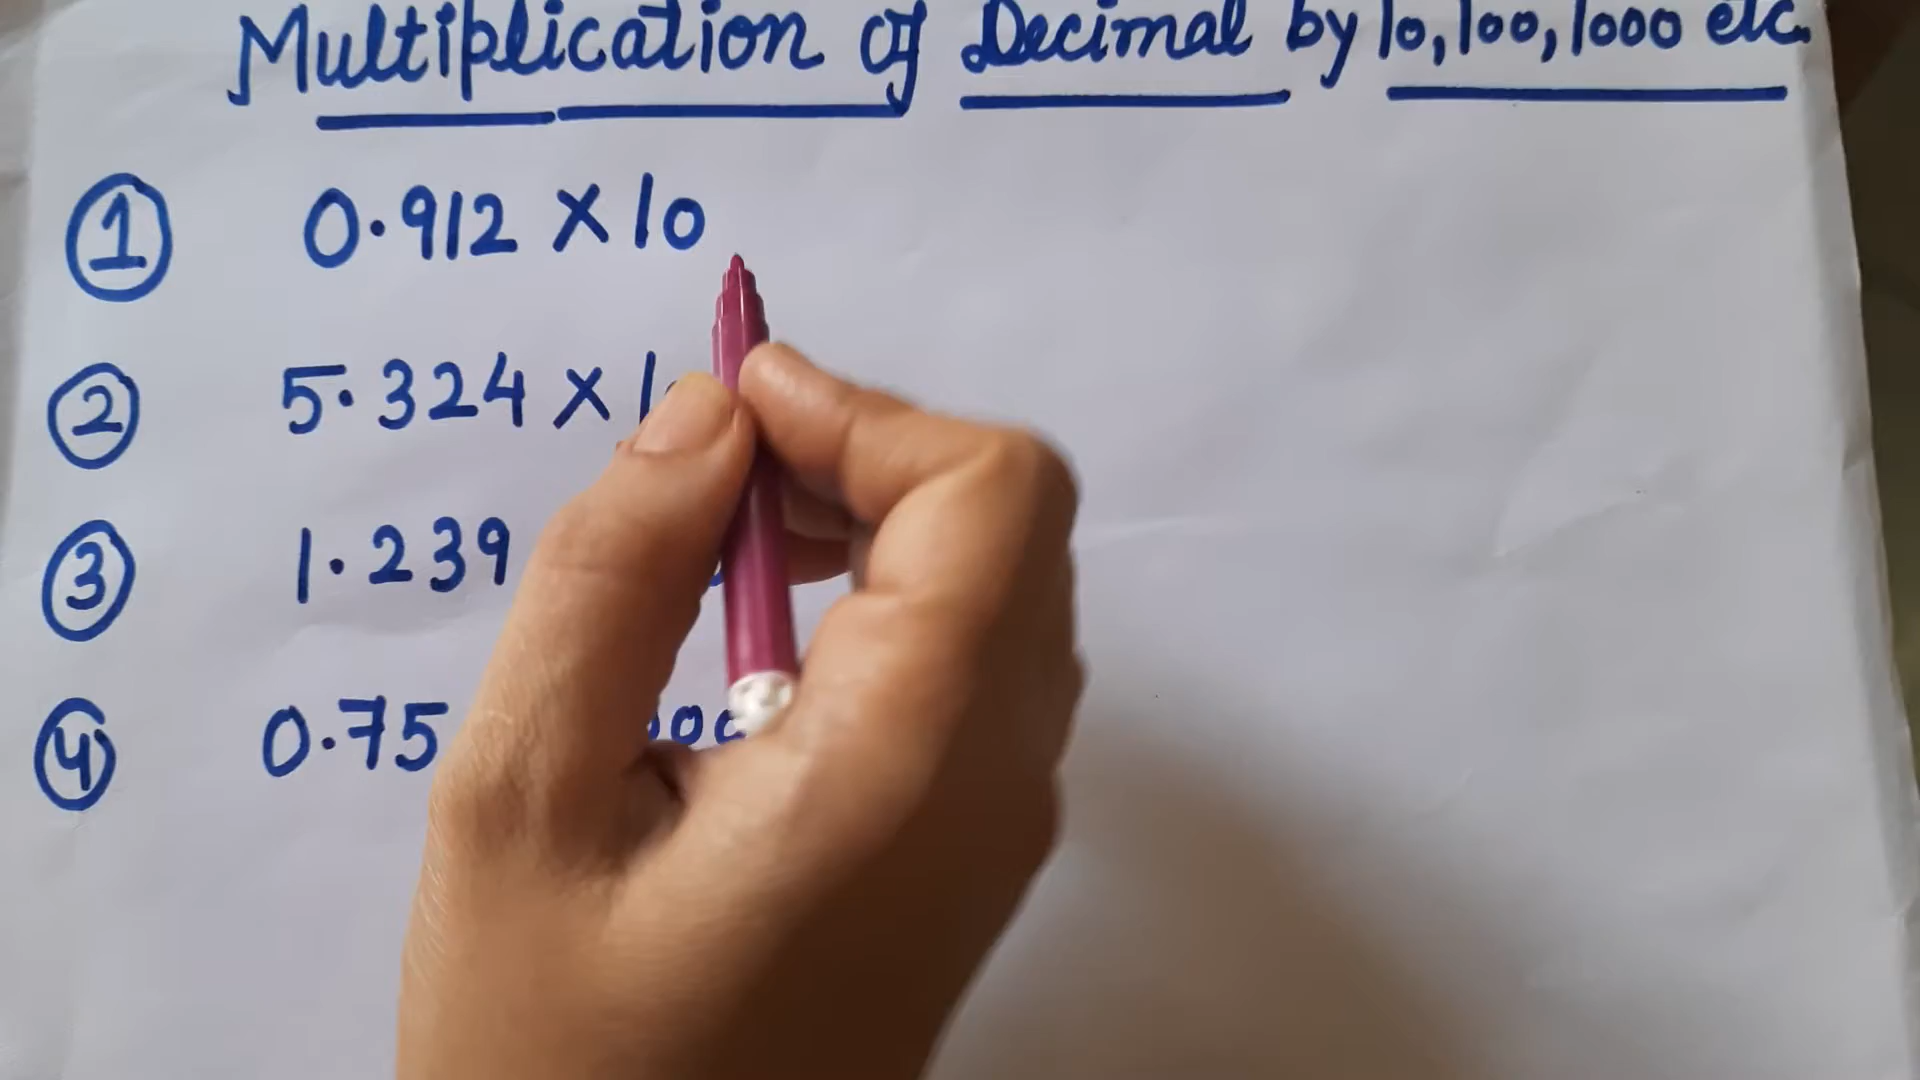 Multiplication of Decimal by 10,100,1000 etc.
1 0.912 X 10
2 5.324 X
3 1.239
4 0.75